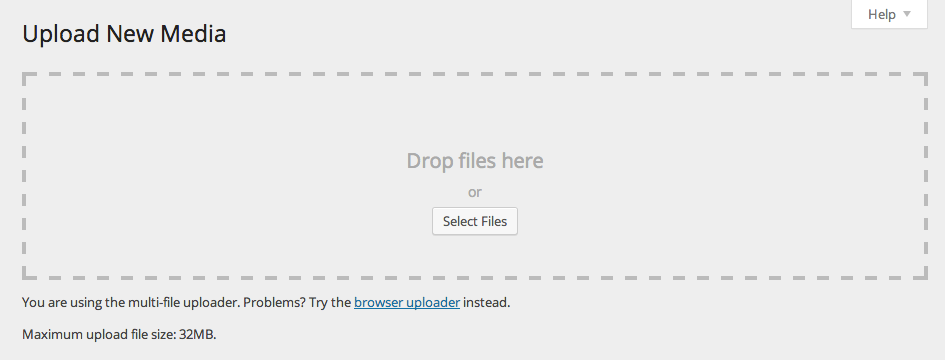 Help
Upload New Media
Drop files here
or
Select Files
You are using the multi-file uploader. Problems? Try the browser uploader instead.
Maximum upload file size: 32MB.